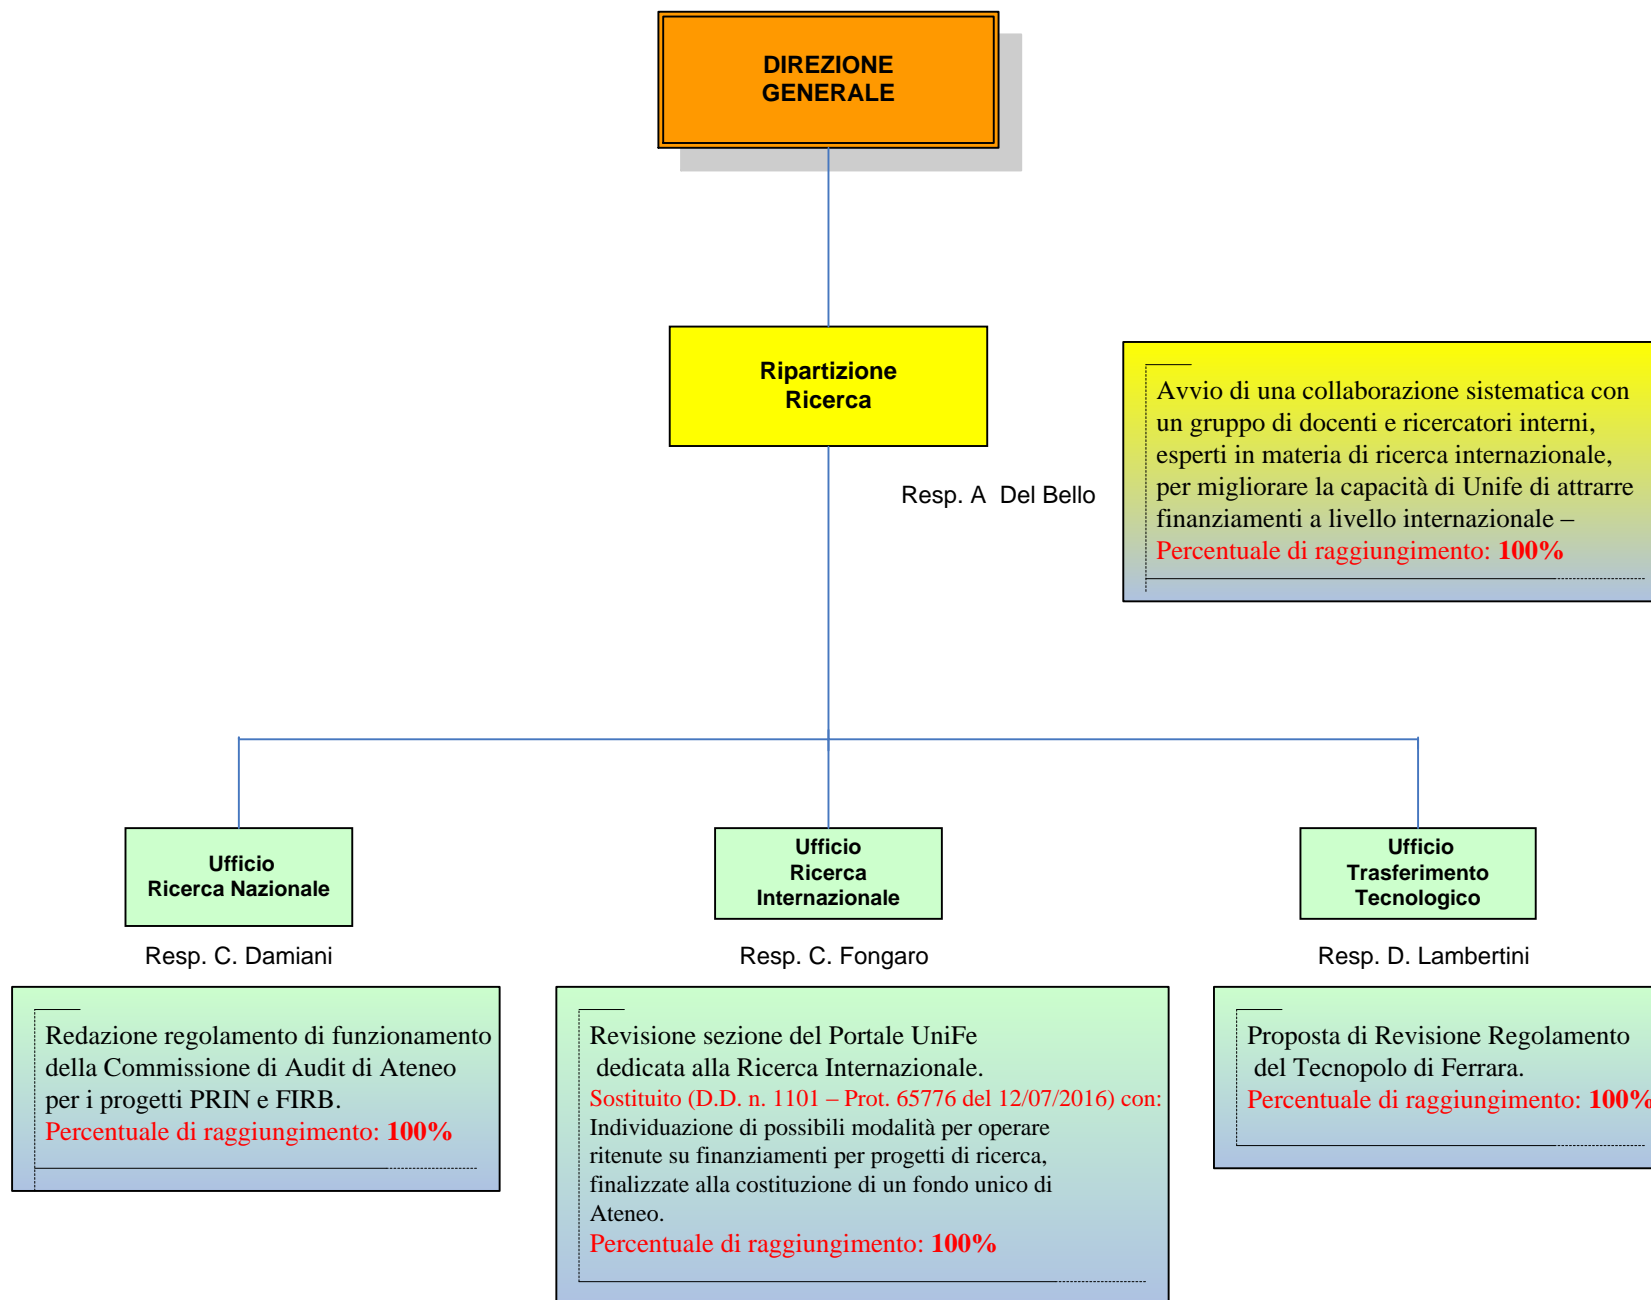 DIREZIONE
GENERALE
Ripartizione
Ricerca
Resp. A  Del Bello
Avvio di una collaborazione sistematica con
un gruppo di docenti e ricercatori interni,
esperti in materia di ricerca internazionale,
per migliorare la capacità di Unife di attrarre
finanziamenti a livello internazionale –
Percentuale di raggiungimento: 100%
Ufficio
Ricerca Nazionale
Resp. C. Damiani
Redazione regolamento di funzionamento
della Commissione di Audit di Ateneo
per i progetti PRIN e FIRB.
Percentuale di raggiungimento: 100%
Ufficio
Ricerca
Internazionale
Resp. C. Fongaro
Revisione sezione del Portale UniFe
dedicata alla Ricerca Internazionale.
Sostituito (D.D. n. 1101 – Prot. 65776 del 12/07/2016) con:
Individuazione di possibili modalità per operare
ritenute su finanziamenti per progetti di ricerca,
finalizzate alla costituzione di un fondo unico di
Ateneo.
Percentuale di raggiungimento: 100%
Ufficio
Trasferimento
Tecnologico
Resp. D. Lambertini
Proposta di Revisione Regolamento
del Tecnopolo di Ferrara.
Percentuale di raggiungimento: 100%